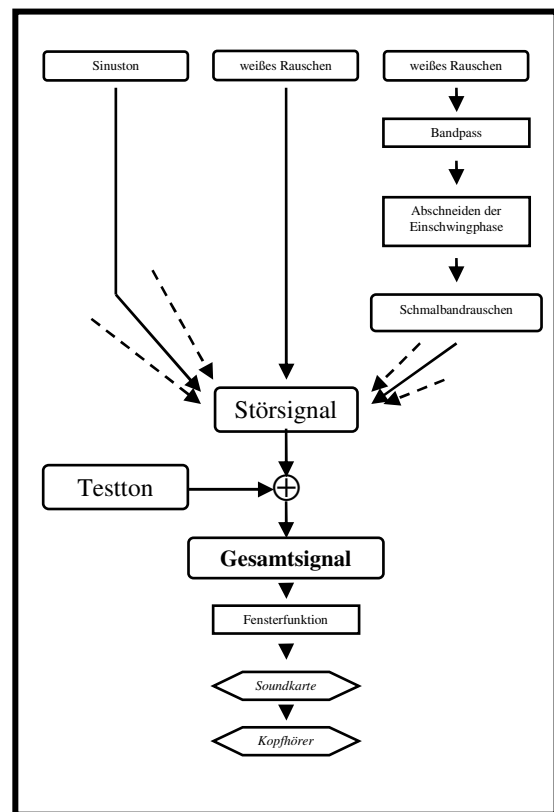 Sinuston
weißes Rauschen
weißes Rauschen
Bandpass
Abschneiden der
Einschwingphase
Schmalbandrauschen
Störsignal
Testton
Gesamtsignal
Fensterfunktion
Soundkarte
Kopfhörer